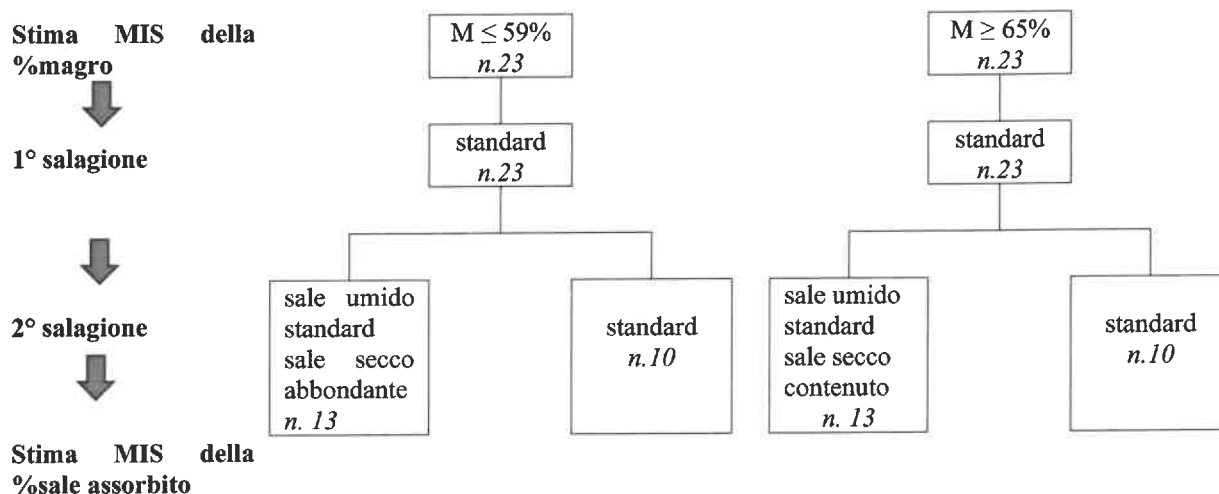 Stima MIS della
%magro
1° salagione
2° salagione
Stima MIS della
%sale assorbito
M ≤ 59%
n.23
standard
n.23
sale umido
standard
sale secco
abbondante
n. 13
standard
n.10
M ≥ 65%
n.23
standard
n.23
sale umido
standard
sale secco
contenuto
n. 13
standard
n.10